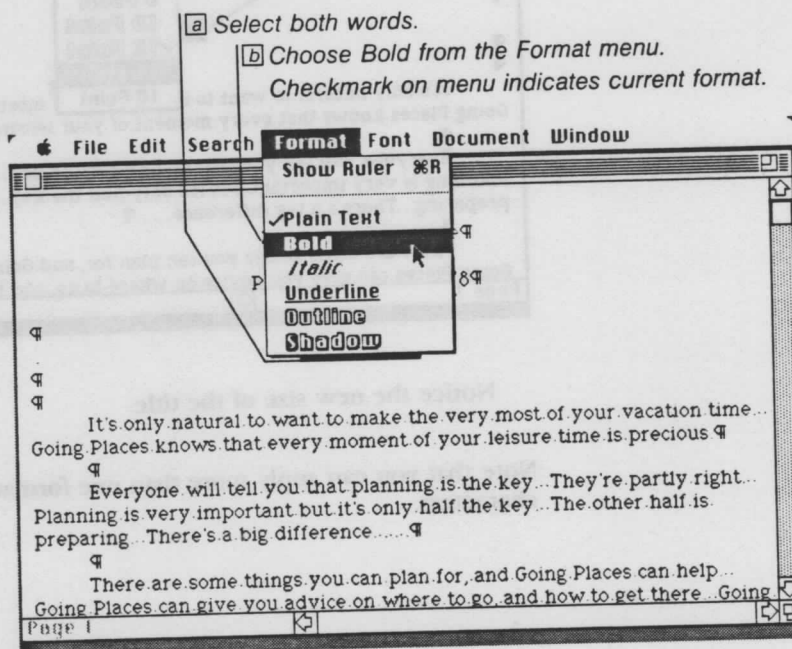 a Select both words.
b Choose Bold from the Format menu.
Checkmark on menu indicates current format.
File Edit Search Format Font Document Window
Show Ruler ⌘R
✓Plain Text
Bold
Italic
Underline
Outline
Shadow
¶
P 8¶
¶
¶
¶
It's.only.natural.to.want.to.make.the.very.most.of.your.vacation.time...
Going.Places.knows.that.every.moment.of.your.leisure.time.is.precious.¶
¶
Everyone.will.tell.you.that.planning.is.the.key...They're.partly.right...
Planning.is.very.important.but.it's.only.half.the.key...The.other.half.is.
preparing...There's.a.big.difference......¶
¶
There.are.some.things.you.can.plan.for,.and.Going.Places.can.help...
Going.Places.can.give.you.advice.on.where.to.go,.and.how.to.get.there...Going.
Page 1